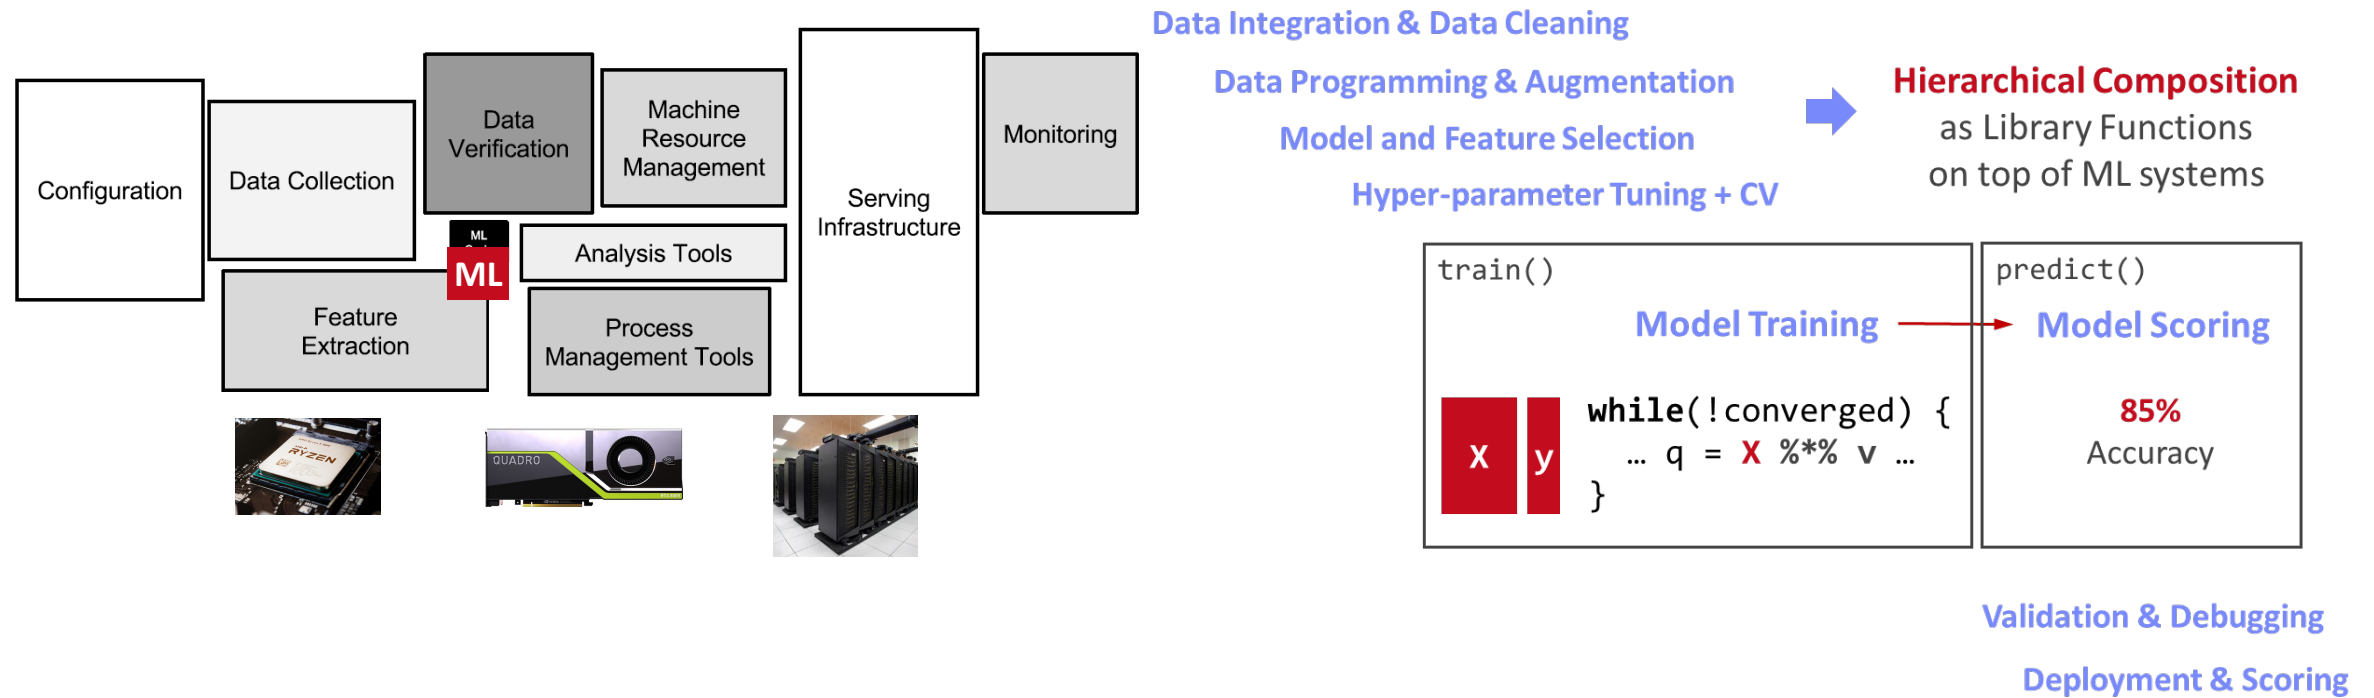 Configuration
Data Collection
Data
Verification
Machine
Resource
Management
Serving
Infrastructure
Monitoring
ML
ML
Analysis Tools
Feature
Extraction
Process
Management Tools
RYZEN
QUADRO
Data Integration & Data Cleaning
Data Programming & Augmentation
Model and Feature Selection
Hyper-parameter Tuning + CV
Hierarchical Composition
as Library Functions
on top of ML systems
train()
Model Training
X
y
while(!converged) {
… q = X %*% v …
}
predict()
Model Scoring
85%
Accuracy
Validation & Debugging
Deployment & Scoring